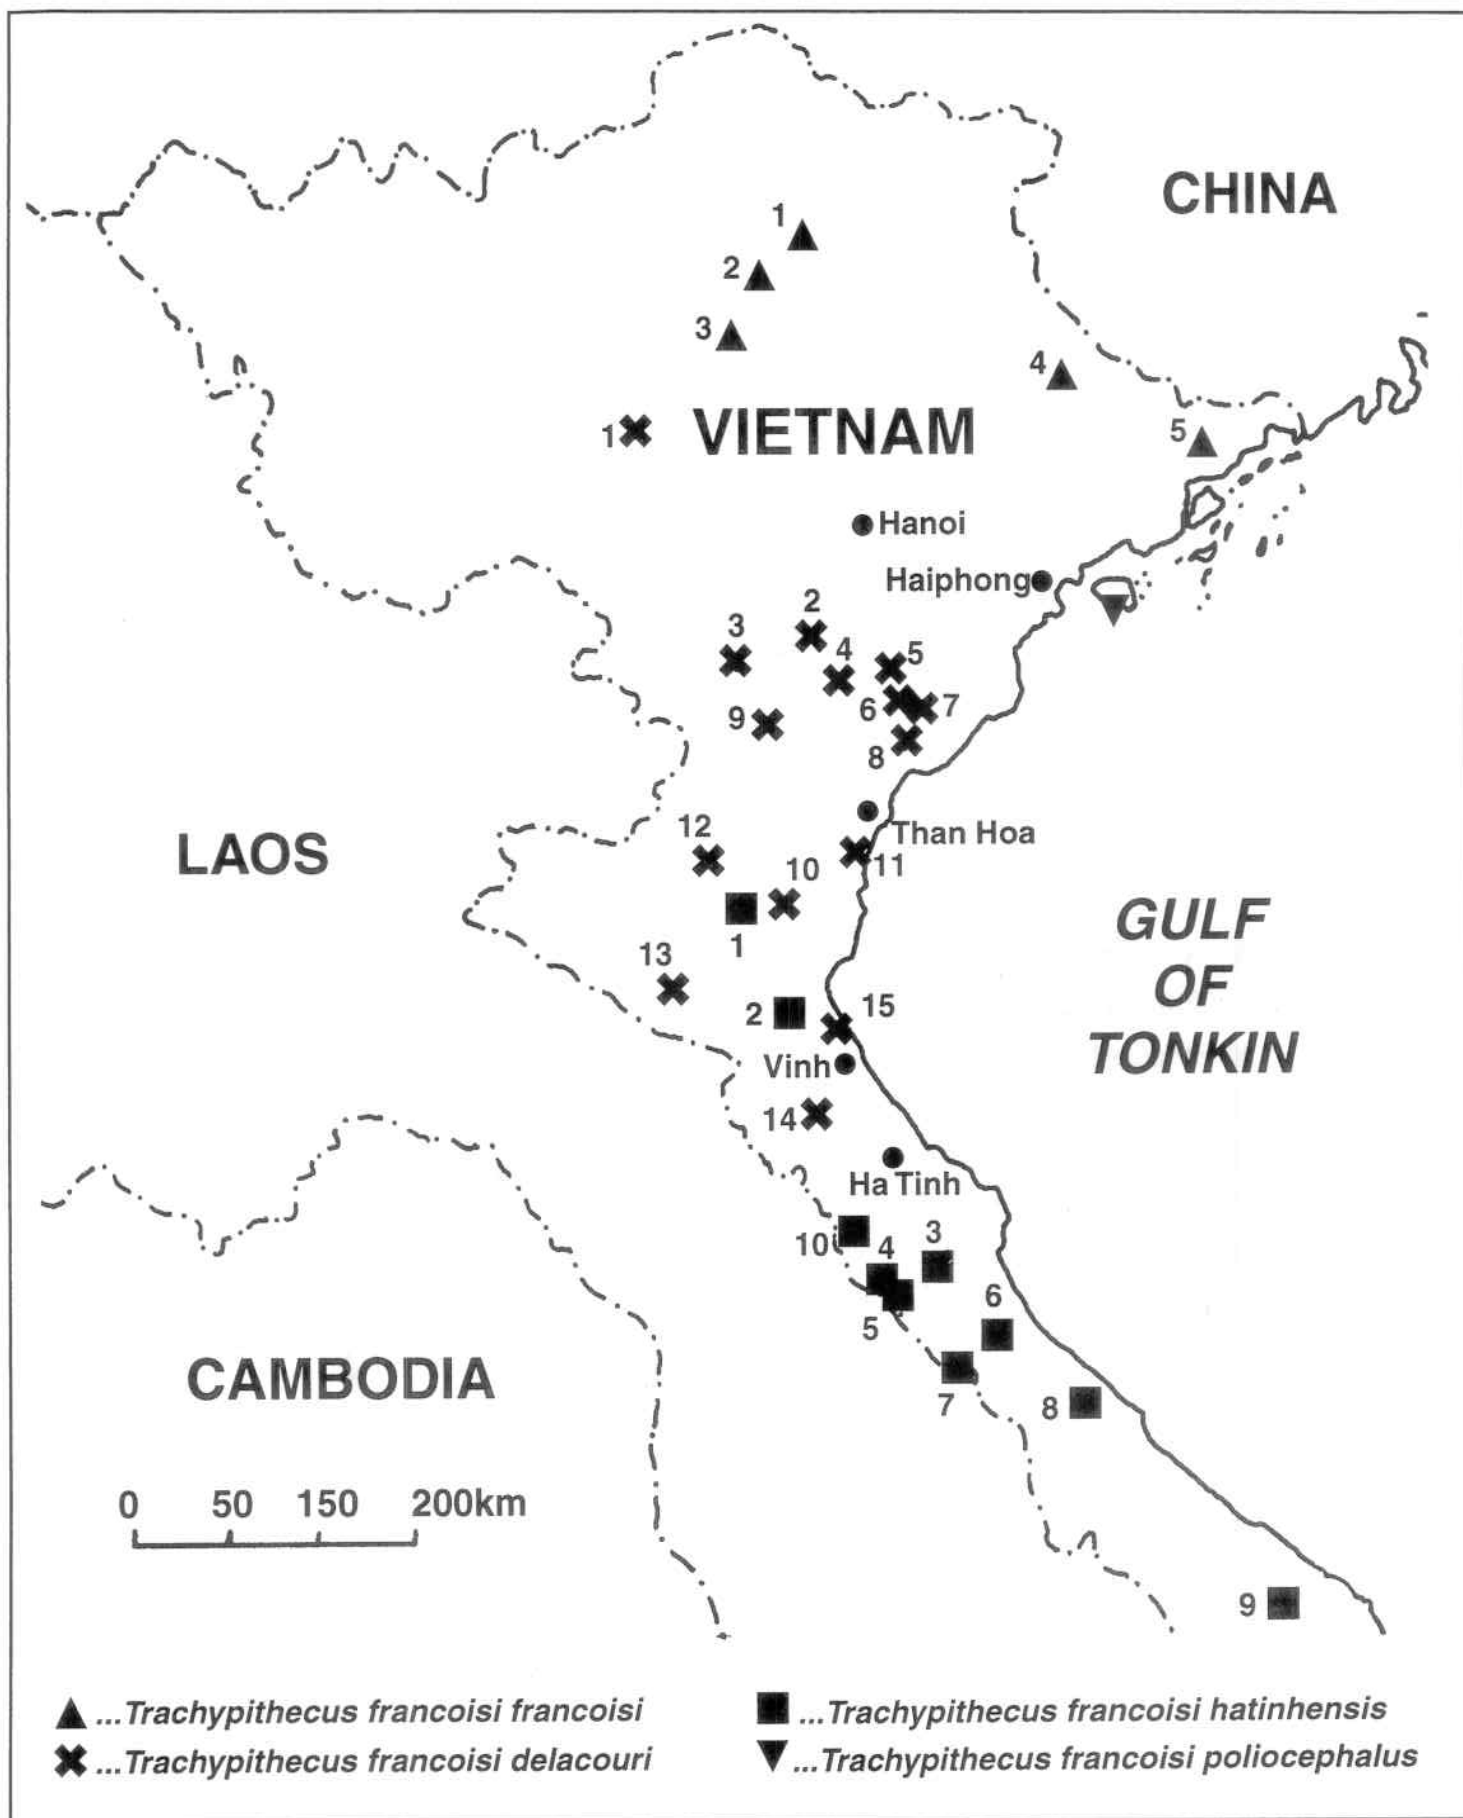 CHINA
1
2
3
4
5
1
VIETNAM
Hanoi
Haiphong
2
3
4
5
6
7
9
8
Than Hoa
LAOS
12
10
11
1
13
GULF
OF
TONKIN
2
15
Vinh
14
Ha Tinh
10
4
3
5
6
7
8
CAMBODIA
0 50 150 200km
9
...Trachypithecus francoisi francoisi
...Trachypithecus francoisi hatinhensis
...Trachypithecus francoisi delacouri
...Trachypithecus francoisi poliocephalus